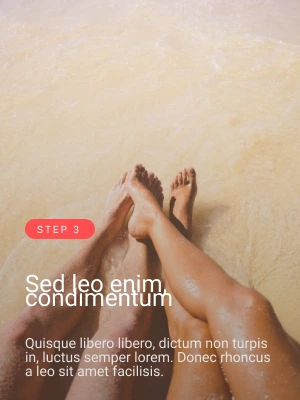 STEP 3
Sed leo enim,
condimentum
Quisque libero libero, dictum non turpis
in, luctus semper lorem. Donec rhoncus
a leo sit amet facilisis.